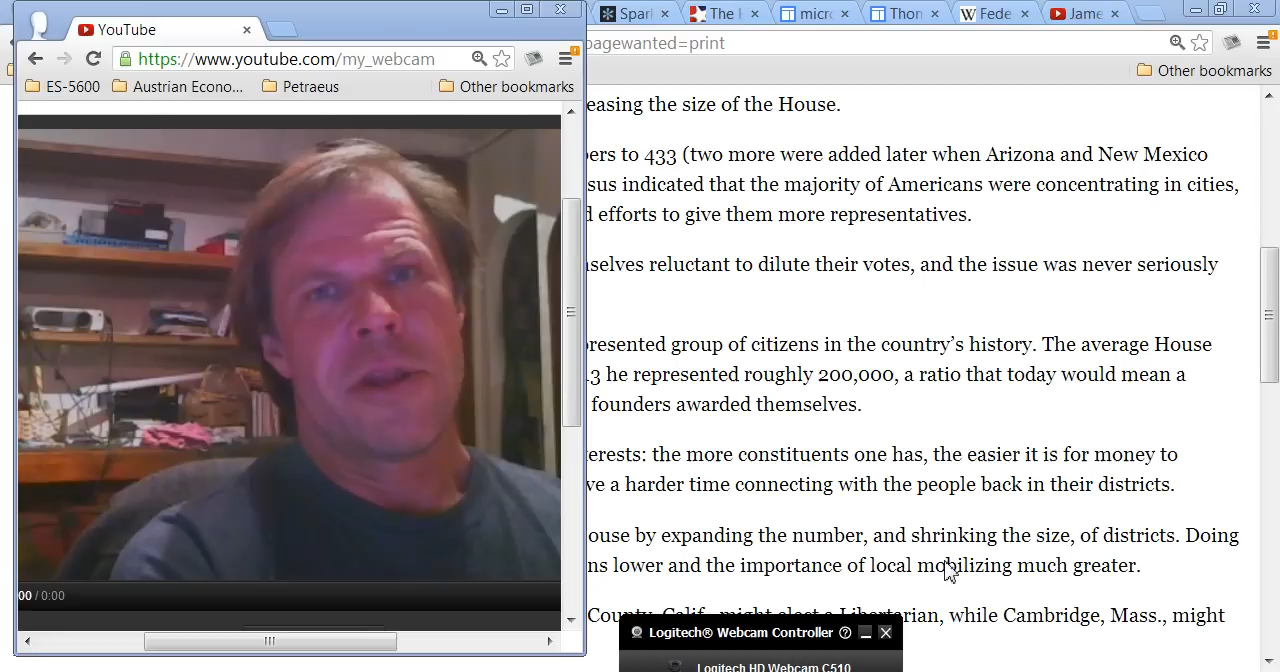 YouTube
https://www.youtube.com/my_webcam
ES-5600
Austrian Econo...
Petraeus
Other bookmarks
00 / 0:00
Spar
The
micro
Thon
Fede
Jame
pagewanted=print
Other bookmarks
easing the size of the House.
ers to 433 (two more were added later when Arizona and New Mexico
sus indicated that the majority of Americans were concentrating in cities,
d efforts to give them more representatives.
nselves reluctant to dilute their votes, and the issue was never seriously
presented group of citizens in the country’s history. The average House
13 he represented roughly 200,000, a ratio that today would mean a
founders awarded themselves.
terests: the more constituents one has, the easier it is for money to
ve a harder time connecting with the people back in their districts.
ouse by expanding the number, and shrinking the size, of districts. Doing
ns lower and the importance of local mobilizing much greater.
County, Calif., might elect a Libertarian, while Cambridge, Mass., might
Logitech® Webcam Controller
Logitech HD Webcam C510